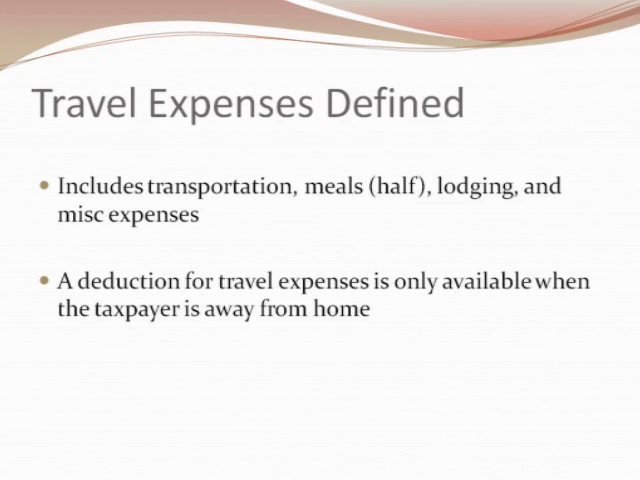 Travel Expenses Defined
• Includes transportation, meals (half), lodging, and
misc expenses
• A deduction for travel expenses is only available when
the taxpayer is away from home